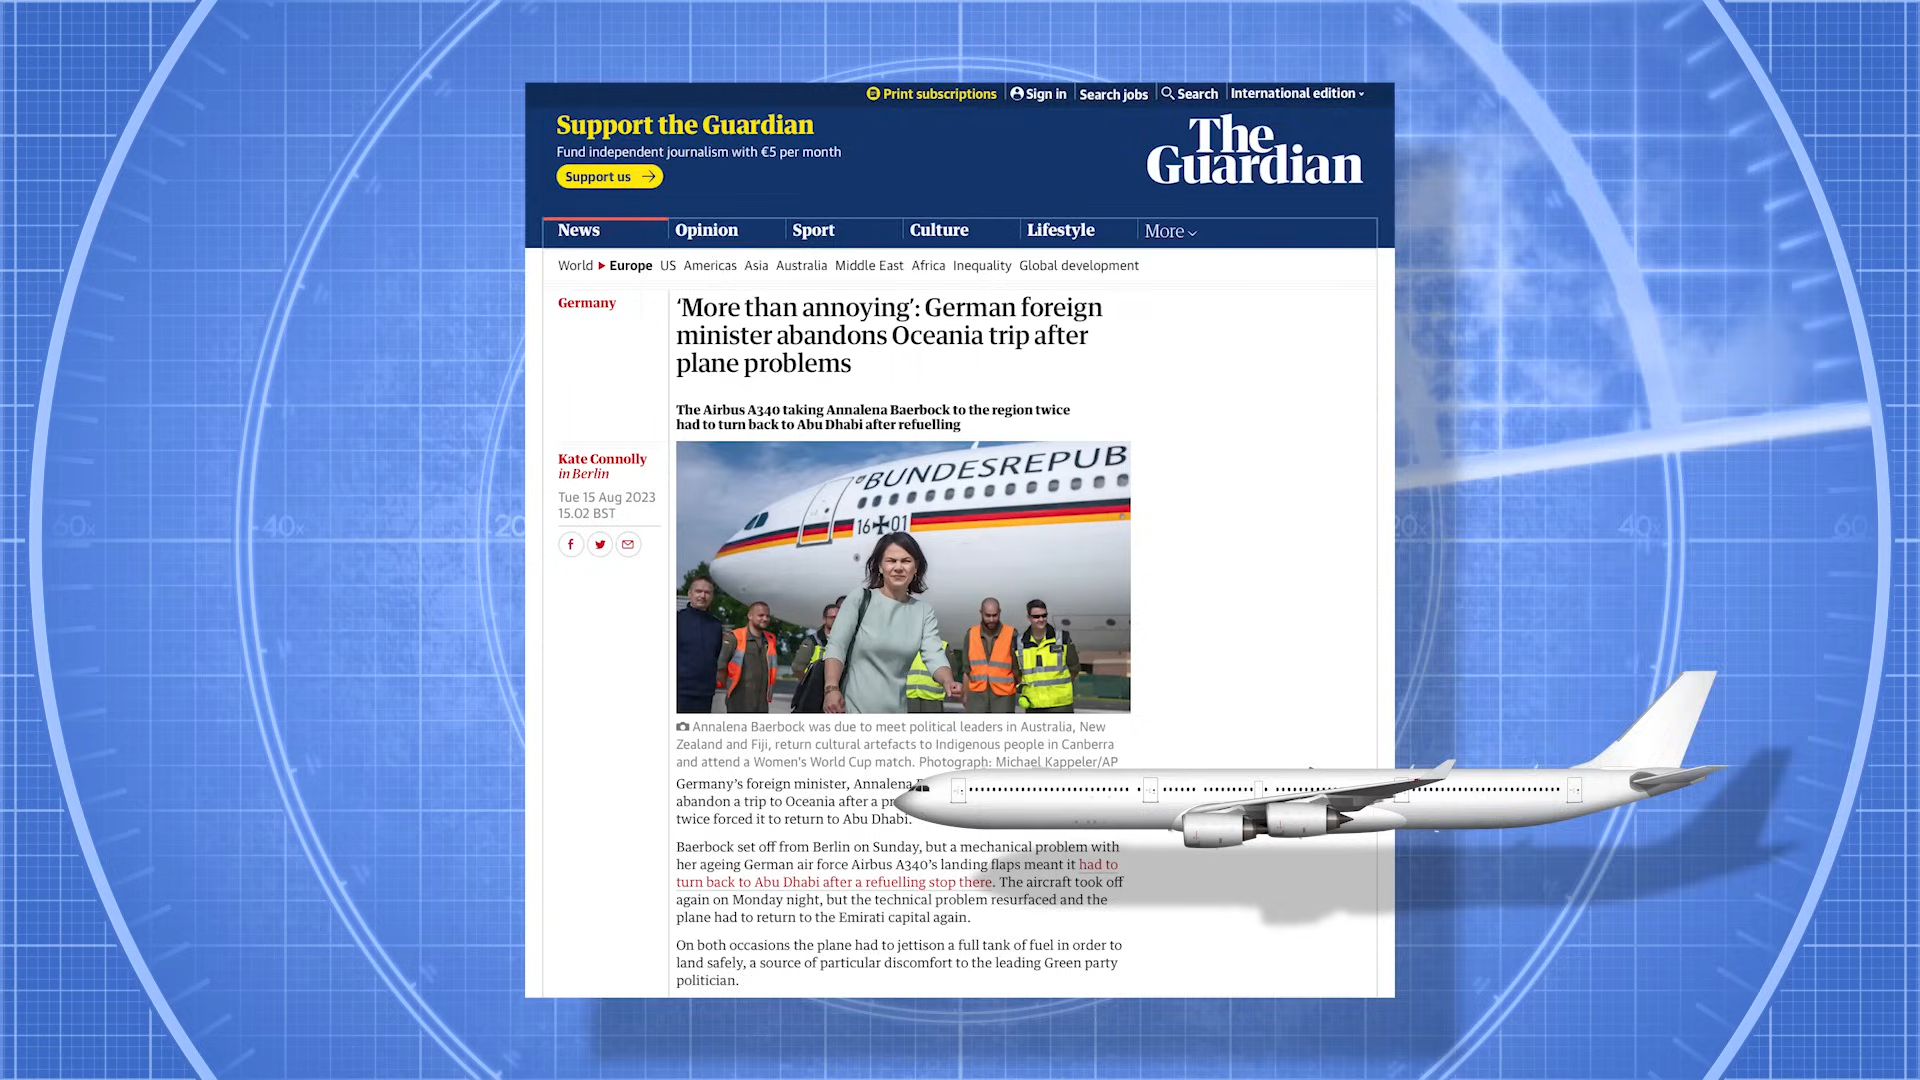 Print subscriptions
Sign in
Search jobs
Search
International edition
Support the Guardian
Fund independent journalism with €5 per month
Support us
The
Guardian
News
Opinion
Sport
Culture
Lifestyle
More
World
Europe
US
Americas
Asia
Australia
Middle East
Africa
Inequality
Global development
Germany
‘More than annoying’: German foreign
minister abandons Oceania trip after
plane problems
The Airbus A340 taking Annalena Baerbock to the region twice
had to turn back to Abu Dhabi after refuelling
Kate Connolly
in Berlin
Tue 15 Aug 2023
15.02 BST
BUNDESREPUB
16 01
Annalena Baerbock was due to meet political leaders in Australia, New
Zealand and Fiji, return cultural artefacts to Indigenous people in Canberra
and attend a Women's World Cup match. Photograph: Michael Kappeler/AP
Germany’s foreign minister, Annalena
abandon a trip to Oceania after a
twice forced it to return to Abu Dhabi.
Baerbock set off from Berlin on Sunday, but a mechanical problem with
her ageing German air force Airbus A340’s landing flaps meant it had to
turn back to Abu Dhabi after a refuelling stop there. The aircraft took off
again on Monday night, but the technical problem resurfaced and the
plane had to return to the Emirati capital again.
On both occasions the plane had to jettison a full tank of fuel in order to
land safely, a source of particular discomfort to the leading Green party
politician.
60x
40x
20
20x
40x
60